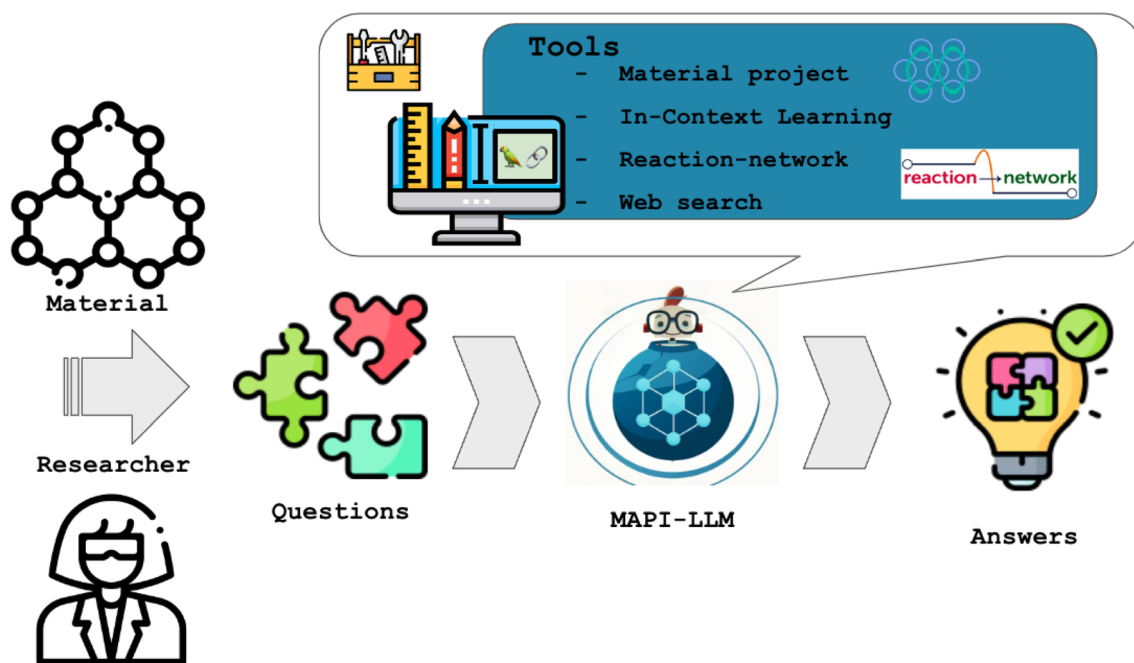 Tools
- Material project
- In-Context Learning
- Reaction-network
- Web search
reaction→network
Material
Researcher
Questions
MAPI-LLM
Answers